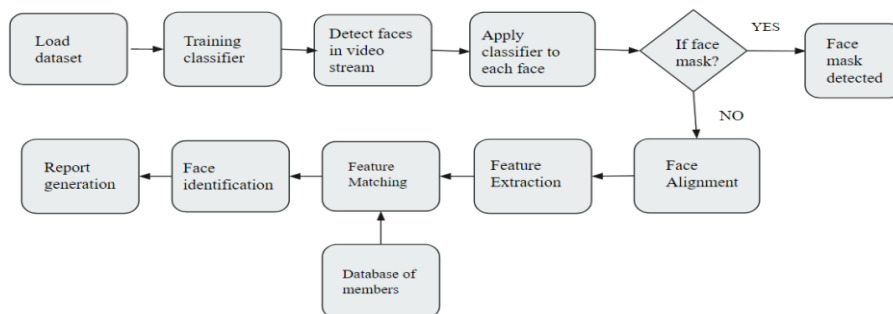 Load
dataset
Training
classifier
Detect faces
in video
stream
Apply
classifier to
each face
If face
mask?
YES
Face
mask
detected
NO
Report
generation
Face
identification
Feature
Matching
Feature
Extraction
Face
Alignment
Database of
members